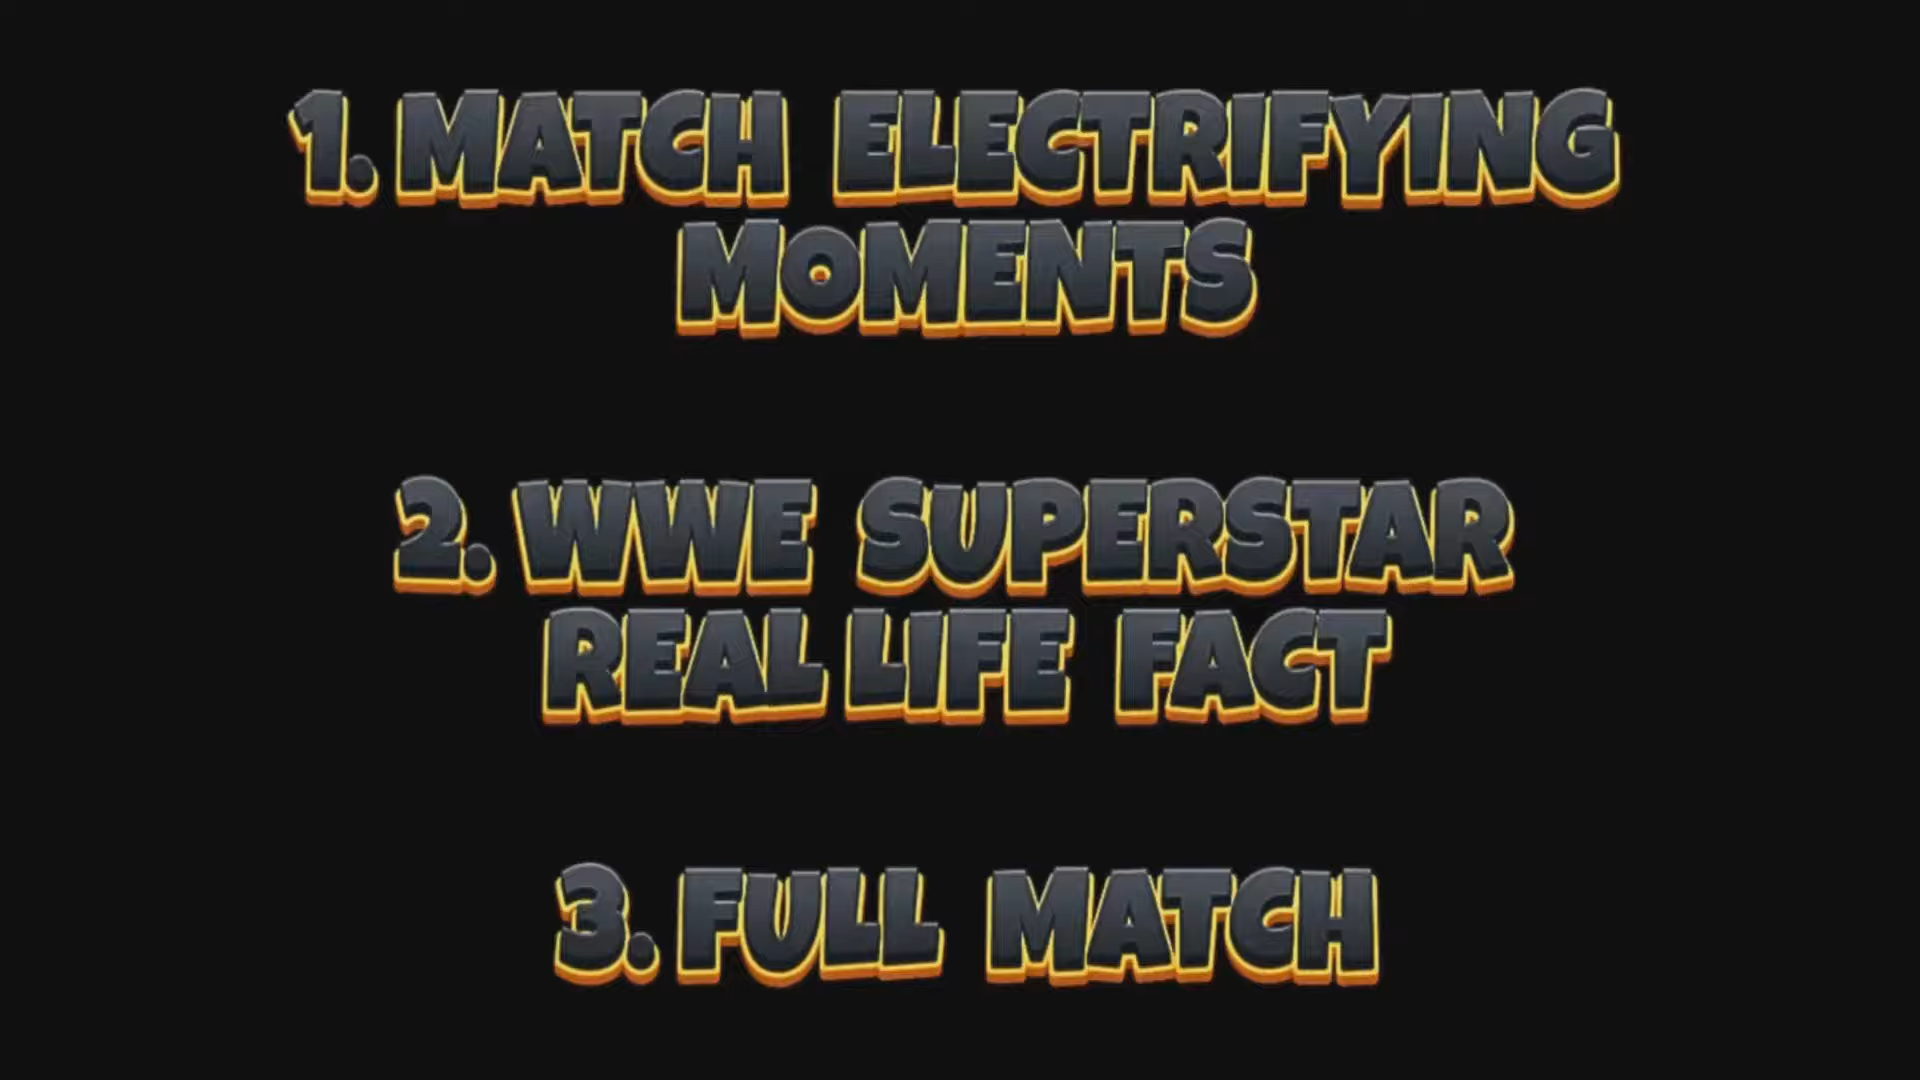 1. MATCH ELECTRIFYING
MOMENTS
2. WWE SUPERSTAR
REAL LIFE FACT
3. FULL MATCH